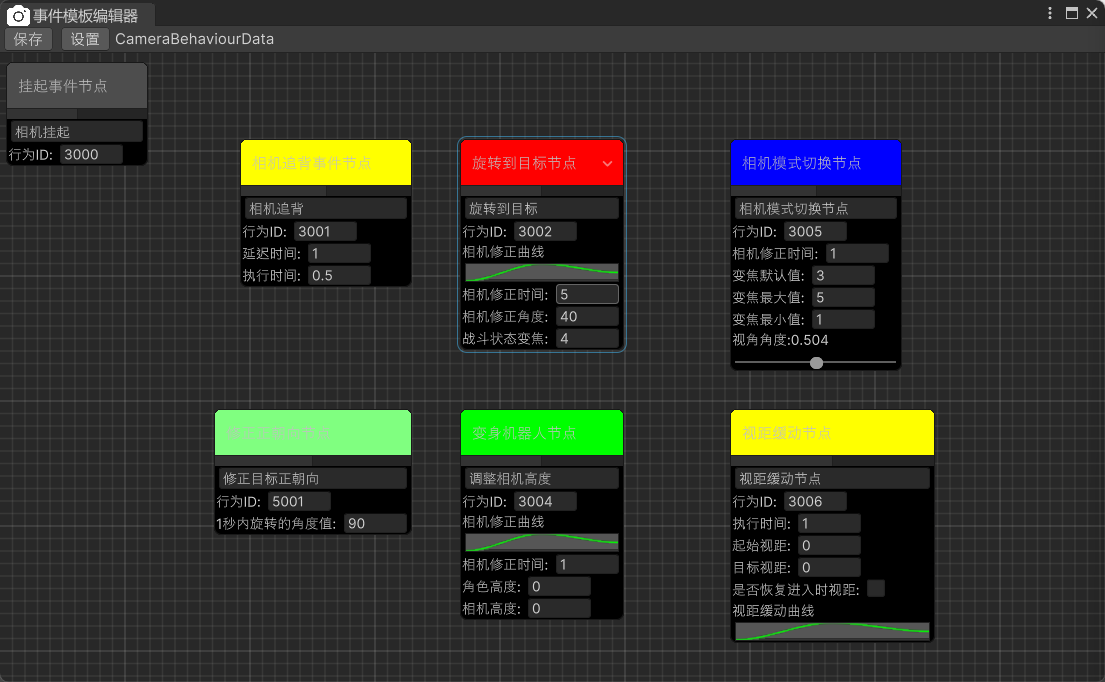 事件模板编辑器
保存 设置 CameraBehaviourData
挂起事件节点
相机挂起
行为ID: 3000
相机追背事件节点
相机追背
行为ID: 3001
延迟时间: 1
执行时间: 0.5
旋转到目标节点
旋转到目标
行为ID: 3002
相机修正曲线
相机修正时间: 5
相机修正角度: 40
战斗状态变焦: 4
相机模式切换节点
相机模式切换节点
行为ID: 3005
相机修正时间: 1
变焦默认值: 3
变焦最大值: 5
变焦最小值: 1
视角角度:0.504
修正正朝向节点
修正目标正朝向
行为ID: 5001
1秒内旋转的角度值: 90
变身机器人节点
调整相机高度
行为ID: 3004
相机修正曲线
相机修正时间: 1
角色高度: 0
相机高度: 0
视距缓动节点
视距缓动节点
行为ID: 3006
执行时间: 1
起始视距: 0
目标视距: 0
是否恢复进入时视距:
视距缓动曲线